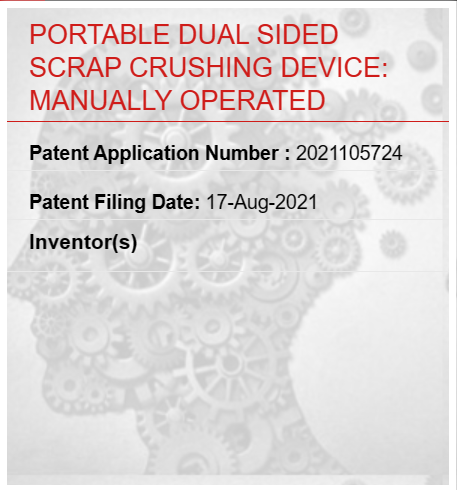 PORTABLE DUAL SIDED
SCRAP CRUSHING DEVICE:
MANUALLY OPERATED
Patent Application Number : 2021105724
Patent Filing Date: 17-Aug-2021
Inventor(s)